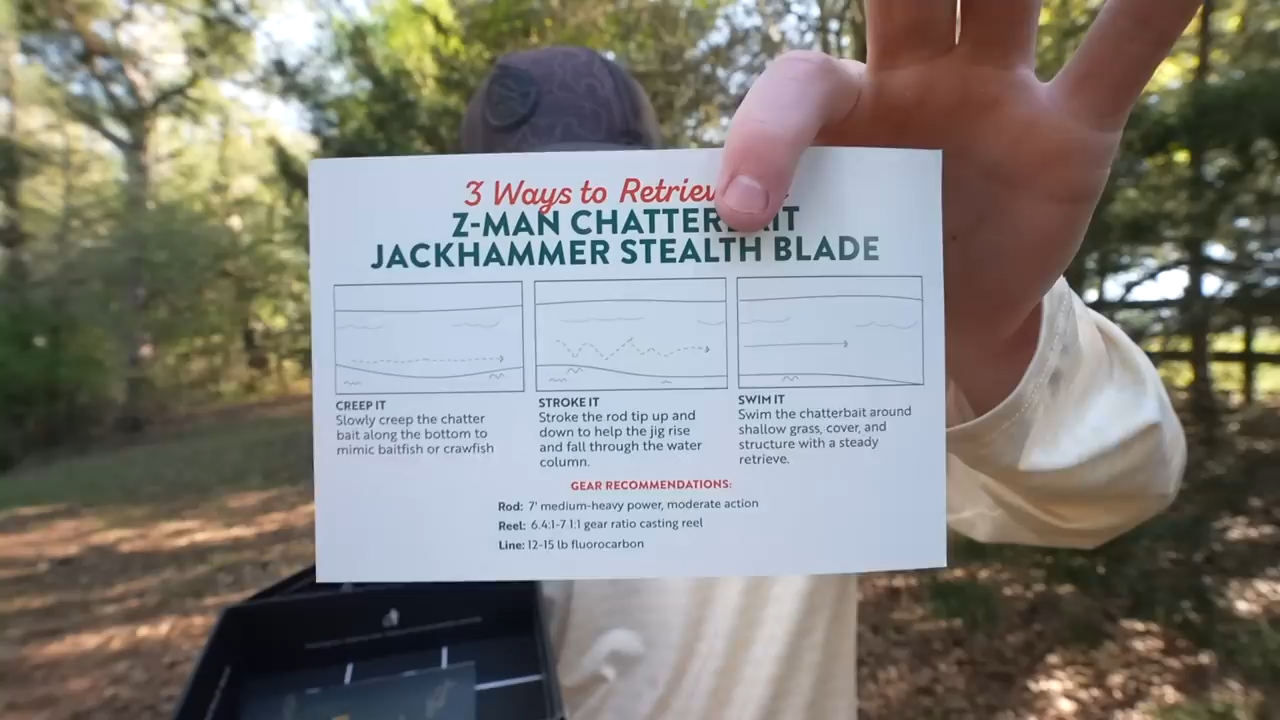 3 Ways to Retriev
Z-MAN CHATTERBAIT
JACKHAMMER STEALTH BLADE
CREEP IT
Slowly creep the chatter
bait along the bottom to
mimic baitfish or crawfish
STROKE IT
Stroke the rod tip up and
down to help the jig rise
and fall through the water
column.
SWIM IT
Swim the chatterbait around
shallow grass, cover, and
structure with a steady
retrieve.
GEAR RECOMMENDATIONS:
Rod: 7' medium-heavy power, moderate action
Reel: 6.4:1-7.1:1 gear ratio casting reel
Line: 12-15 lb fluorocarbon